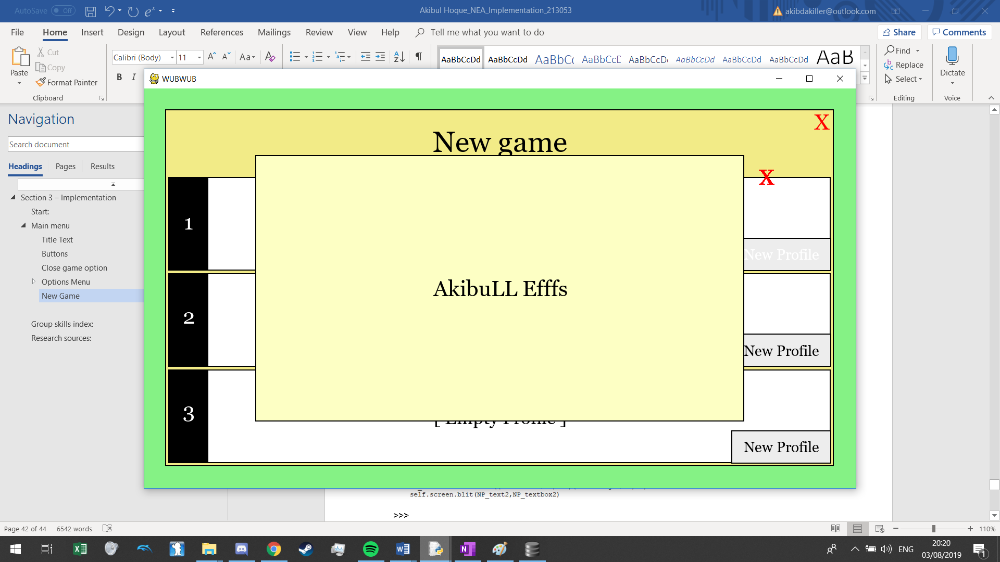 AutoSave Off
Akibul Hoque_NEA_Implementation_213053
akibdakiller@outlook.com
File Home Insert Design Layout References Mailings Review View Help Tell me what you want to do
Share Comments
Paste
Cut
Copy
Format Painter
Clipboard
Calibri (Body) 11
B I
AaBbCcDd AaBbCcDd AaBbCc AaBbCcD AaBbCcD AaBbCcDd AaBbCcDd AaBbCcDd AaB
Find
Replace
Select
Editing
Dictate
Voice
WUBWUB
Navigation
Search document
Headings Pages Results
Section 3 – Implementation
Start:
Main menu
Title Text
Buttons
Close game option
Options Menu
New Game
Group skills index:
Research sources:
X
New game
X
1
New Profile
AkibuLL Efffs
2
New Profile
3
[ Empty Profile ]
New Profile
self.screen.blit(NP_text2,NP_textbox2)
>>>
Page 42 of 44 6542 words
110%
ENG
20:20
03/08/2019
1